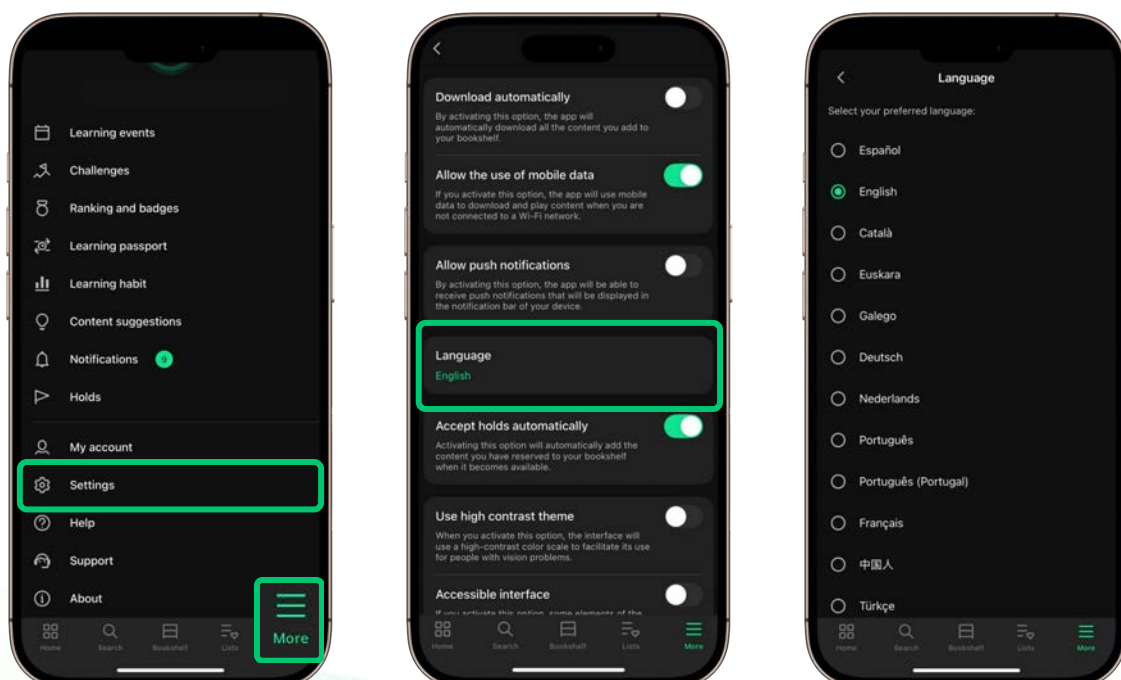 Learning events
Challenges
Ranking and badges
Learning passport
Learning habit
Content suggestions
Notifications 9
Holds
My account
Settings
Help
Support
About
Home Search Bookshelf Lists More
Download automatically
By activating this option, the app will
automatically download all the content you add to
your bookshelf.
Allow the use of mobile data
If you activate this option, the app will use mobile
data to download and play content when you are
not connected to a Wi-Fi network.
Allow push notifications
By activating this option, the app will be able to
receive push notifications that will be displayed in
the notification bar of your device.
Language
English
Accept holds automatically
Activating this option will automatically add the
content you have reserved to your bookshelf
when it becomes available.
Use high contrast theme
When you activate this option, the interface will
use a high-contrast color scale to facilitate its use
for people with vision problems.
Accessible interface
If you activate this option, some elements of the
Home Search Bookshelf Lists More
Language
Select your preferred language:
Español
English
Català
Euskara
Galego
Deutsch
Nederlands
Português
Português (Portugal)
Français
中国人
Türkçe
Home Search Bookshelf Lists More